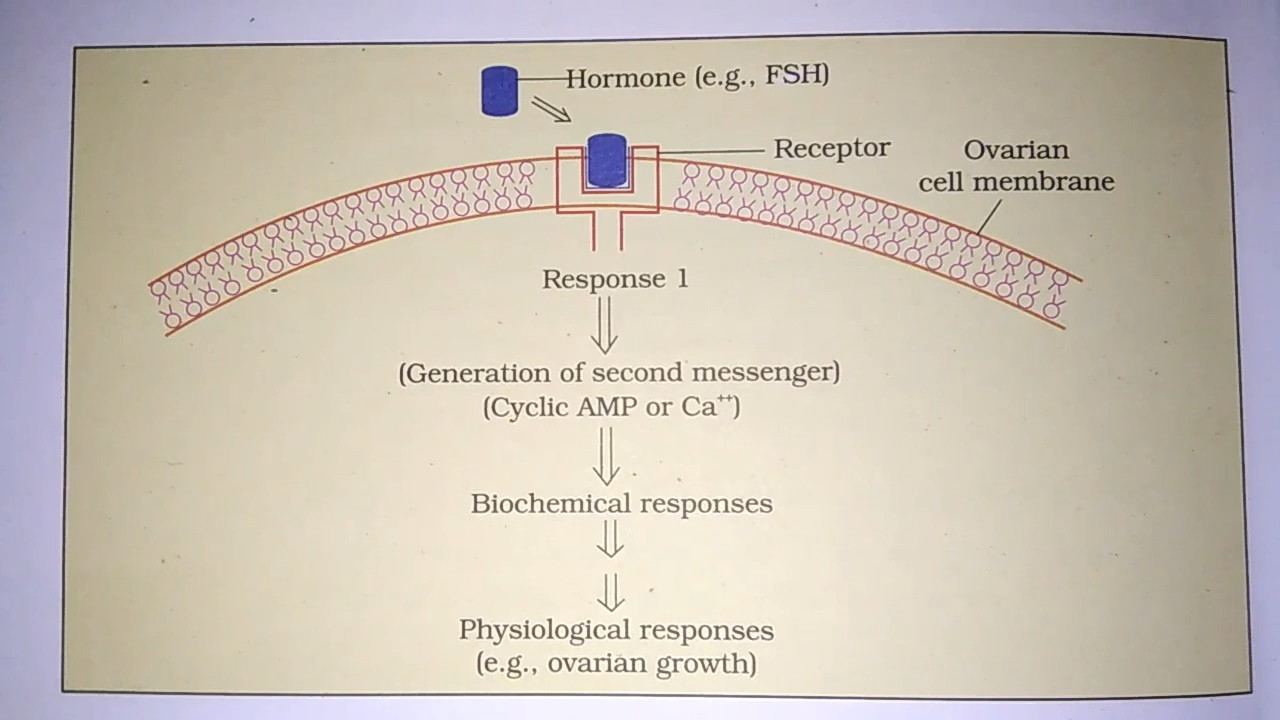 Hormone (e.g., FSH)
Receptor
Ovarian
cell membrane
Response 1
(Generation of second messenger)
(Cyclic AMP or Ca⁺⁺)
Biochemical responses
Physiological responses
(e.g., ovarian growth)